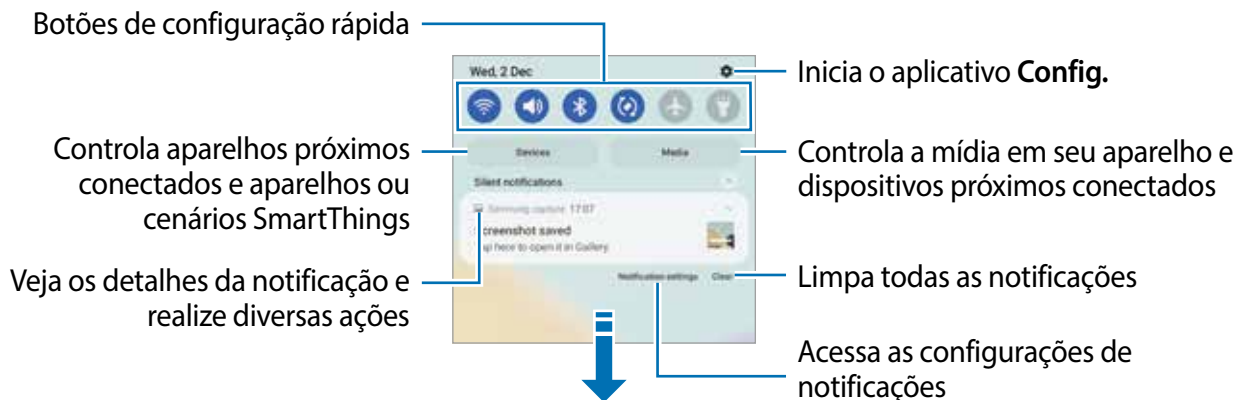 Botões de configuração rápida
Wed, 2 Dec
Inicia o aplicativo Config.
Controla aparelhos próximos
conectados e aparelhos ou
cenários SmartThings
Devices
Media
Controla a mídia em seu aparelho e
dispositivos próximos conectados
Silent notifications
Samsung capture 17:07
creenshot saved
ap here to open it in Gallery.
Veja os detalhes da notificação e
realize diversas ações
Notification settings
Clear
Limpa todas as notificações
Acessa as configurações de
notificações